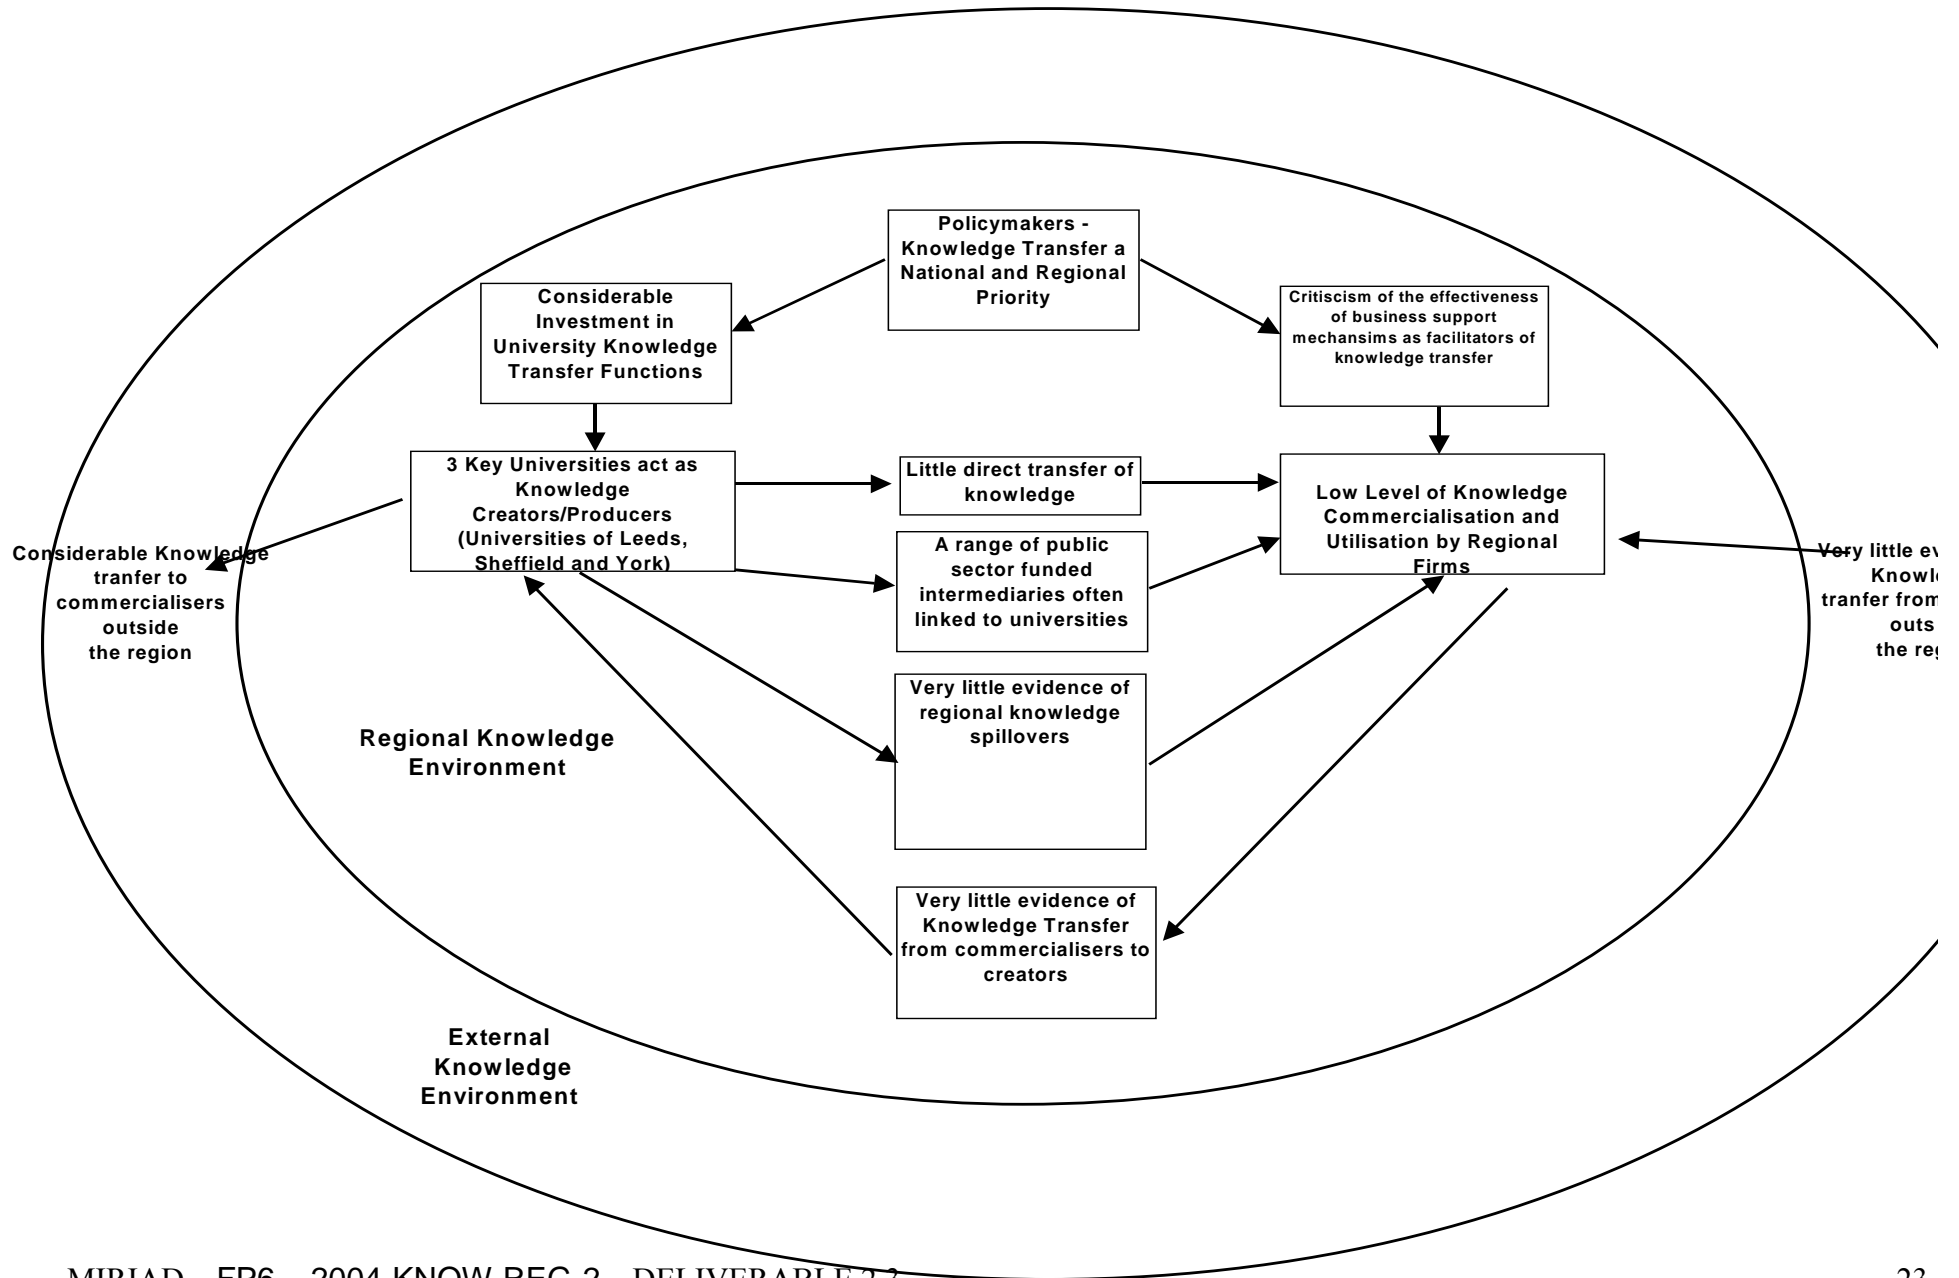 Policymakers -
Knowledge Transfer a
National and Regional
Priority
Considerable
Investment in
University Knowledge
Transfer Functions
Critiscism of the effectiveness
of business support
mechansims as facilitators of
knowledge transfer
3 Key Universities act as
Knowledge
Creators/Producers
(Universities of Leeds,
Sheffield and York)
Little direct transfer of
knowledge
Low Level of Knowledge
Commercialisation and
Utilisation by Regional
Firms
A range of public
sector funded
intermediaries often
linked to universities
Considerable Knowledge
tranfer to
commercialisers
outside
the region
Very little
tranfer from
the
Very little evidence of
regional knowledge
spillovers
Regional Knowledge
Environment
Very little evidence of
Knowledge Transfer
from commercialisers to
creators
External
Knowledge
Environment
MIRIAD – FP6 – 2004-KNOW-REG-2 – DELIVERABLE 2.3
23